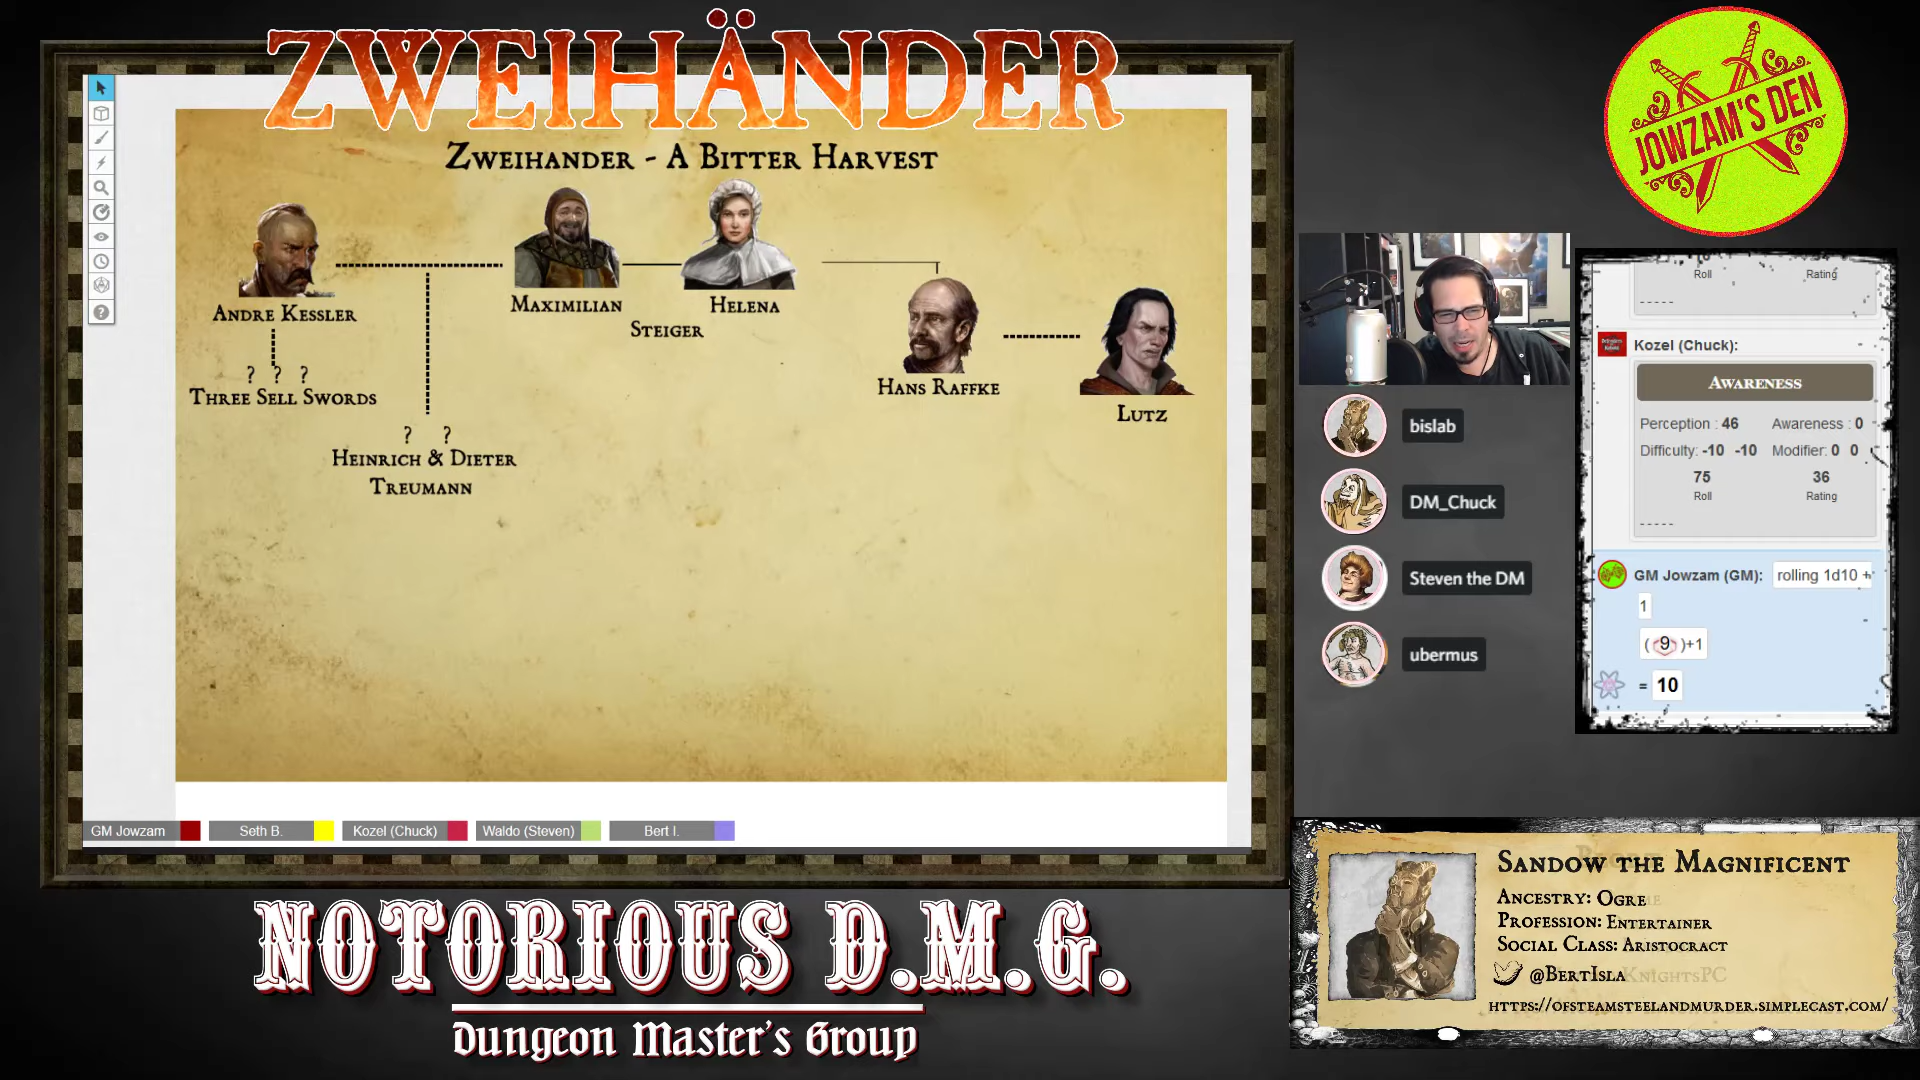 ZWEIHÄNDER
ZWEIHANDER - A BITTER HARVEST
ANDRE KESSLER
MAXIMILIAN
HELENA
STEIGER
? ? ?
THREE SELL SWORDS
HANS RAFFKE
LUTZ
? ?
HEINRICH & DIETER
TREUMANN
GM Jowzam
Seth B.
Kozel (Chuck)
Waldo (Steven)
Bert I.
NOTORIOUS D.M.G.
Dungeon Master's Group
JOWZAM'S DEN
bislab
DM_Chuck
Steven the DM
ubermus
Roll Rating
-----
Kozel (Chuck):
AWARENESS
Perception : 46 Awareness : 0
Difficulty: -10 -10 Modifier: 0 0
75 36
Roll Rating
-----
GM Jowzam (GM): rolling 1d10 +
1
(9)+1
= 10
SANDOW THE MAGNIFICENT
ANCESTRY: OGRE
PROFESSION: ENTERTAINER
SOCIAL CLASS: ARISTOCRACT
@BERTISLA KNIGHTSPC
HTTPS://OFSTEAMSTEELANDMURDER.SIMPLECAST.COM/